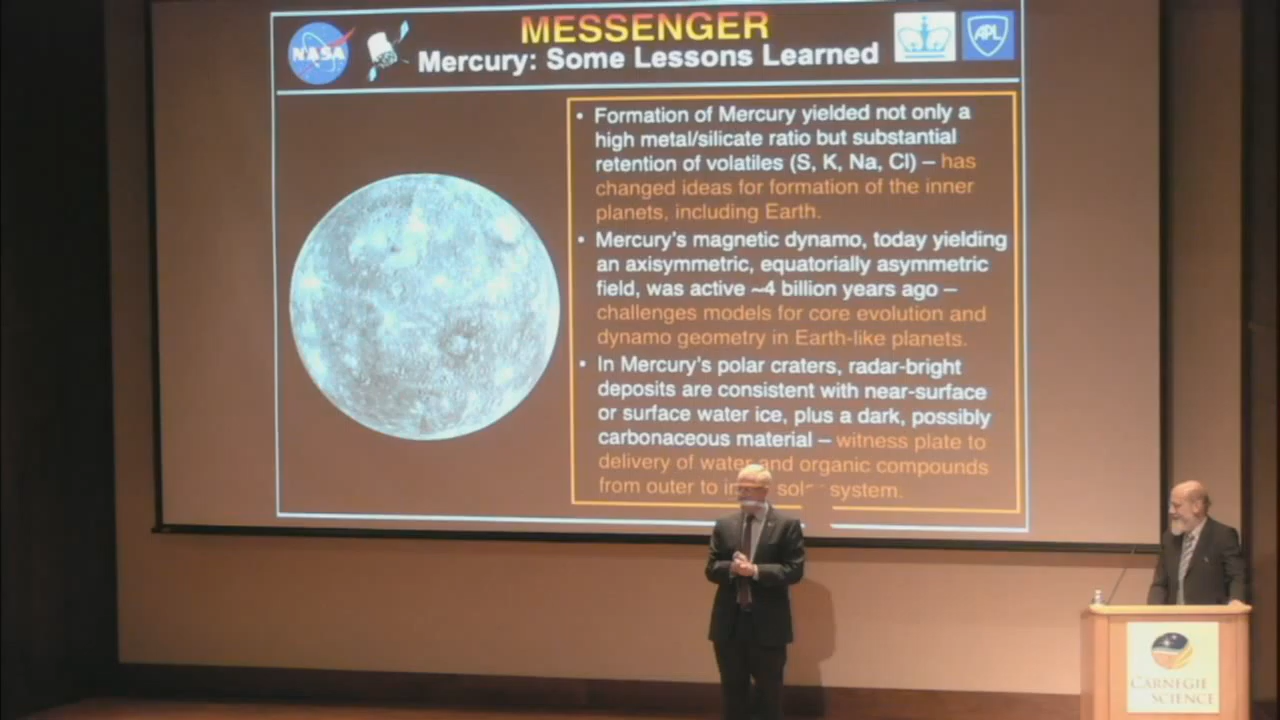 MESSENGER
Mercury: Some Lessons Learned
NASA
APL
• Formation of Mercury yielded not only a
high metal/silicate ratio but substantial
retention of volatiles (S, K, Na, Cl) – has
changed ideas for formation of the inner
planets, including Earth.
• Mercury's magnetic dynamo, today yielding
an axisymmetric, equatorially asymmetric
field, was active ~4 billion years ago –
challenges models for core evolution and
dynamo geometry in Earth-like planets.
• In Mercury's polar craters, radar-bright
deposits are consistent with near-surface
or surface water ice, plus a dark, possibly
carbonaceous material – witness plate to
delivery of water and organic compounds
from outer to system.
CARNEGIE
SCIENCE